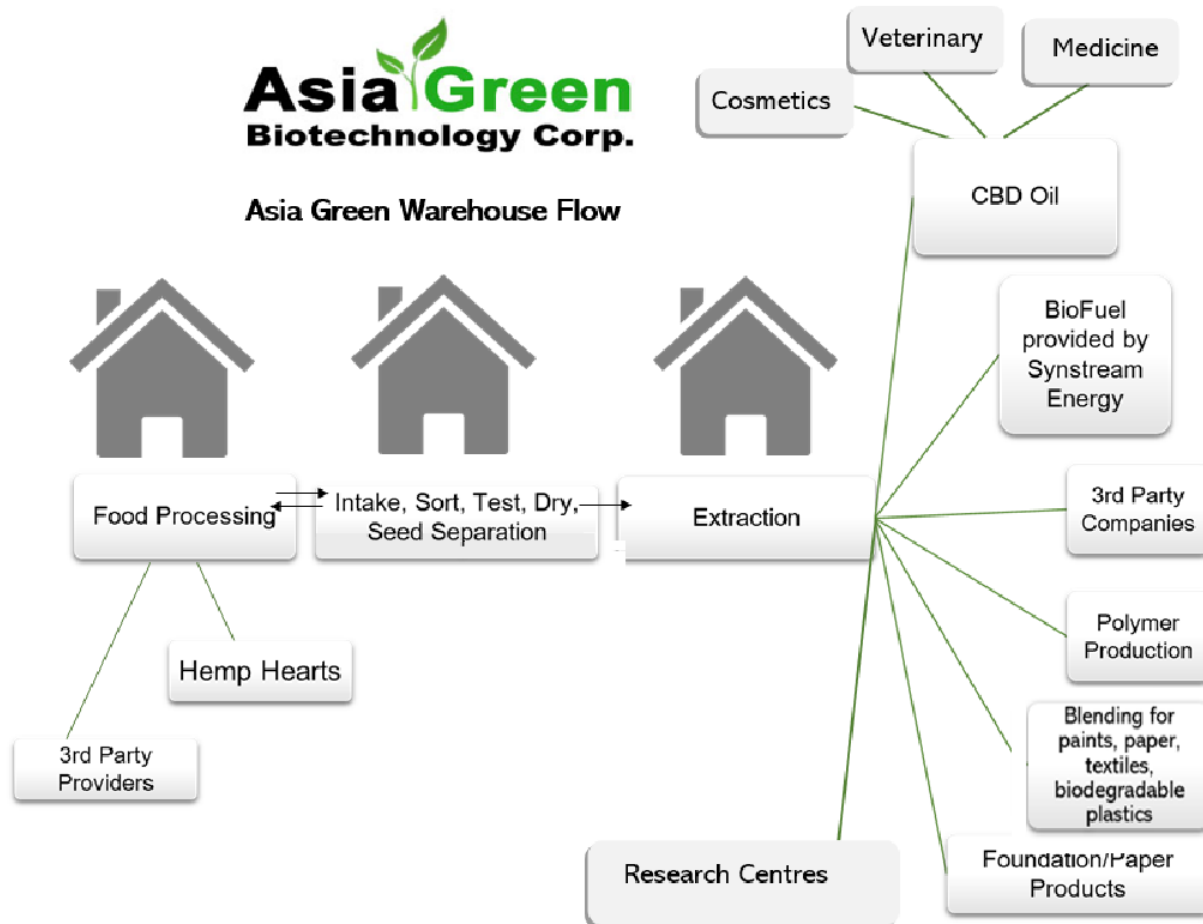 Asia Green
Biotechnology Corp.
Asia Green Warehouse Flow
Cosmetics
Veterinary
Medicine
CBD Oil
BioFuel
provided by
Synstream
Energy
Food Processing
Intake, Sort, Test, Dry,
Seed Separation
Extraction
3rd Party
Companies
Polymer
Production
Hemp Hearts
3rd Party
Providers
Blending for
paints, paper,
textiles,
biodegradable
plastics
Research Centres
Foundation/Paper
Products